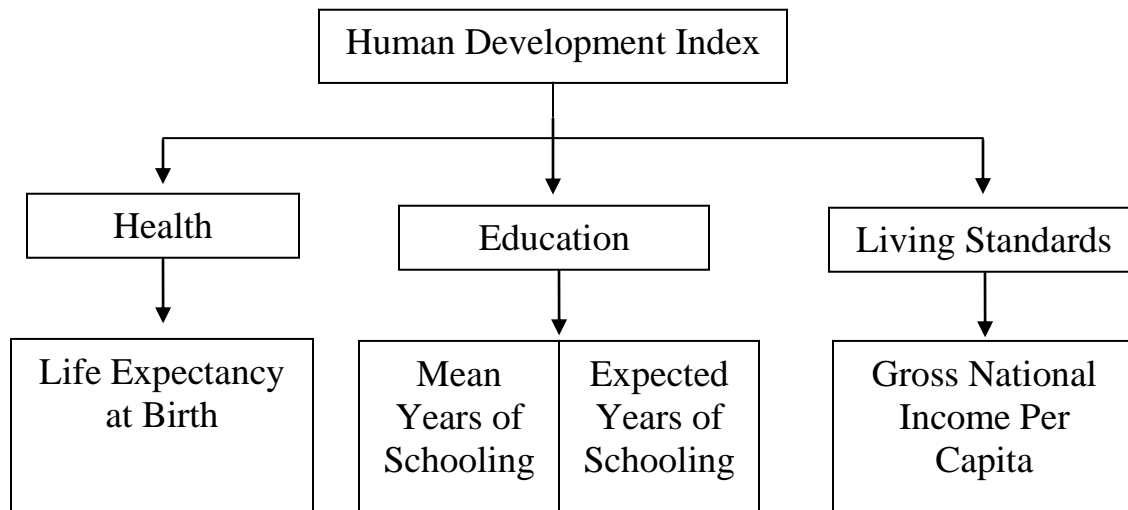 Human Development Index
Health
Education
Living Standards
Life Expectancy
at Birth
Mean
Years of
Schooling
Expected
Years of
Schooling
Gross National
Income Per
Capita